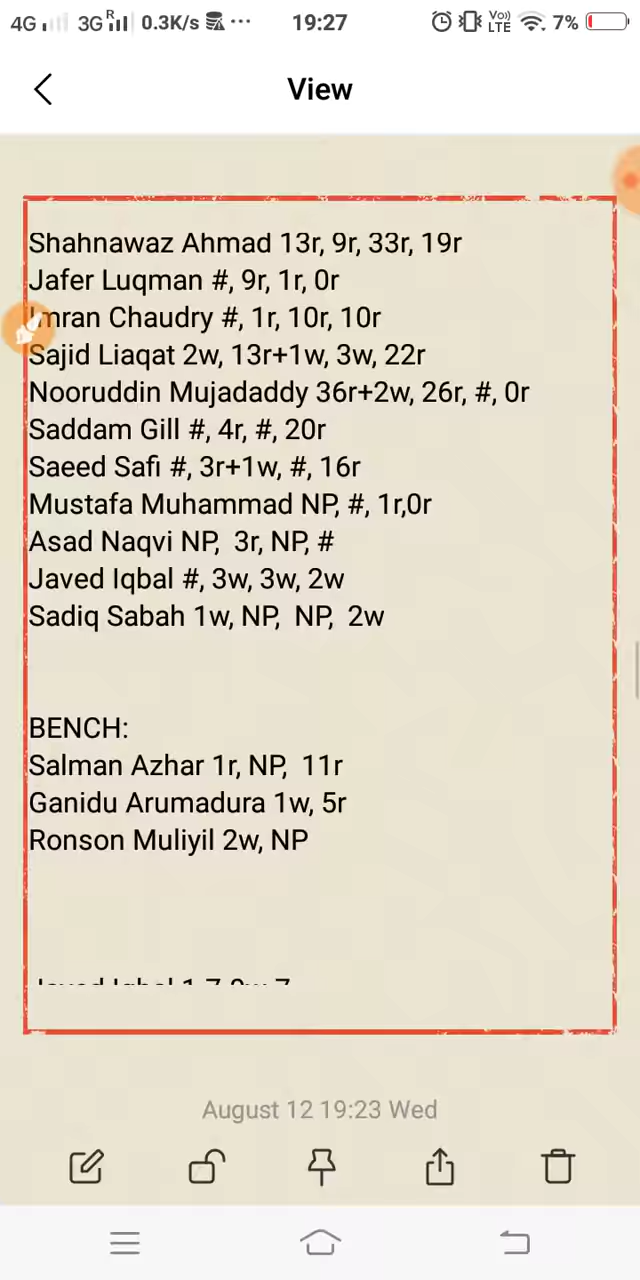 4G 3G R 0.3K/s ... 19:27 Vo) LTE 7%
View
Shahnawaz Ahmad 13r, 9r, 33r, 19r
Jafer Luqman #, 9r, 1r, 0r
Imran Chaudry #, 1r, 10r, 10r
Sajid Liaqat 2w, 13r+1w, 3w, 22r
Nooruddin Mujadaddy 36r+2w, 26r, #, 0r
Saddam Gill #, 4r, #, 20r
Saeed Safi #, 3r+1w, #, 16r
Mustafa Muhammad NP, #, 1r,0r
Asad Naqvi NP,  3r, NP, #
Javed Iqbal #, 3w, 3w, 2w
Sadiq Sabah 1w, NP,  NP,  2w
BENCH:
Salman Azhar 1r, NP,  11r
Ganidu Arumadura 1w, 5r
Ronson Muliyil 2w, NP
August 12 19:23 Wed